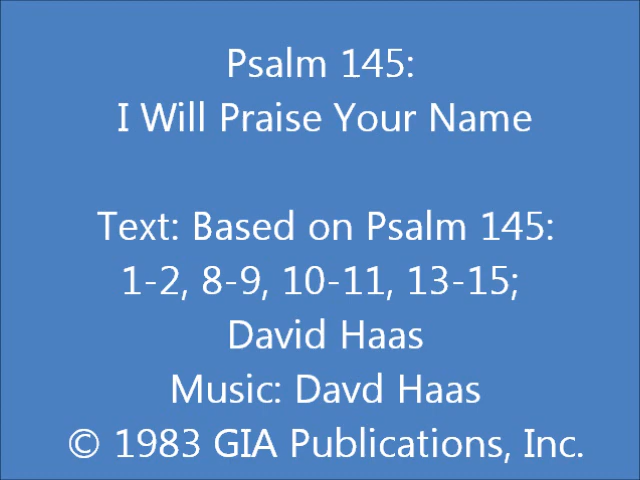 Psalm 145:
I Will Praise Your Name
Text: Based on Psalm 145:
1-2, 8-9, 10-11, 13-15;
David Haas
Music: Davd Haas
© 1983 GIA Publications, Inc.